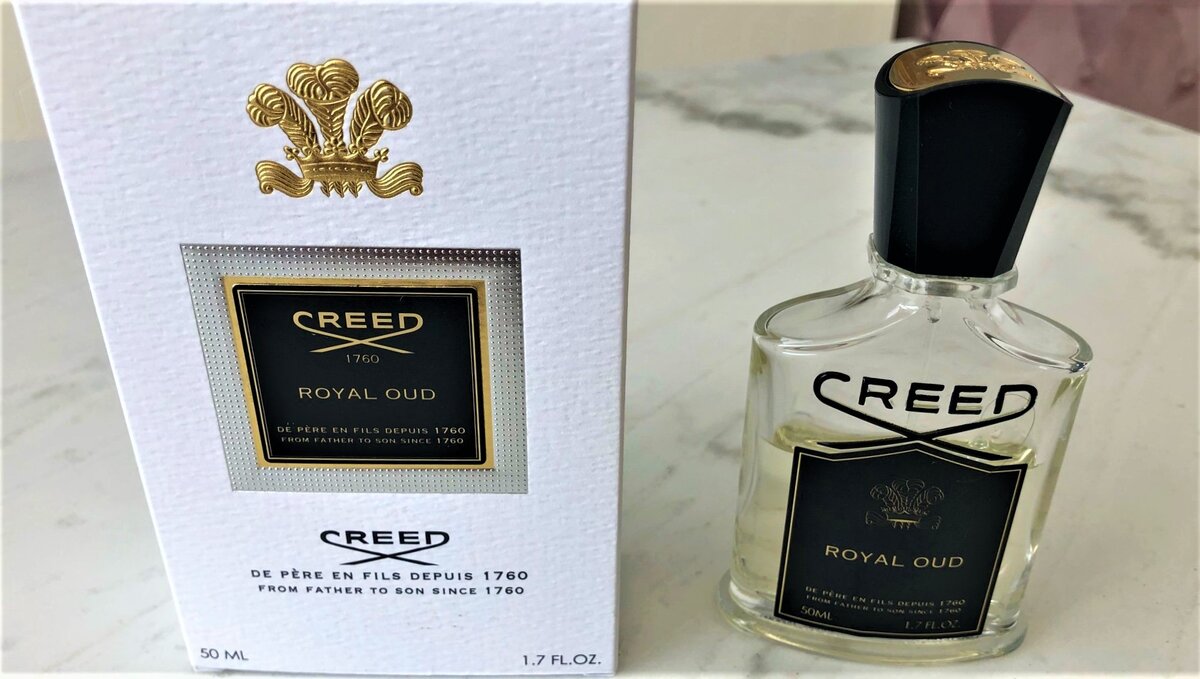 CREED
1760
ROYAL OUD
DE PÈRE EN FILS DEPUIS 1760
FROM FATHER TO SON SINCE 1760
CREED
DE PÈRE EN FILS DEPUIS 1760
FROM FATHER TO SON SINCE 1760
50 ML
1.7 FL.OZ.
CREED
ROYAL OUD
DE PÈRE EN FILS DEPUIS 1760
FROM FATHER TO SON SINCE 1760
50ML
1.7 FL.OZ.